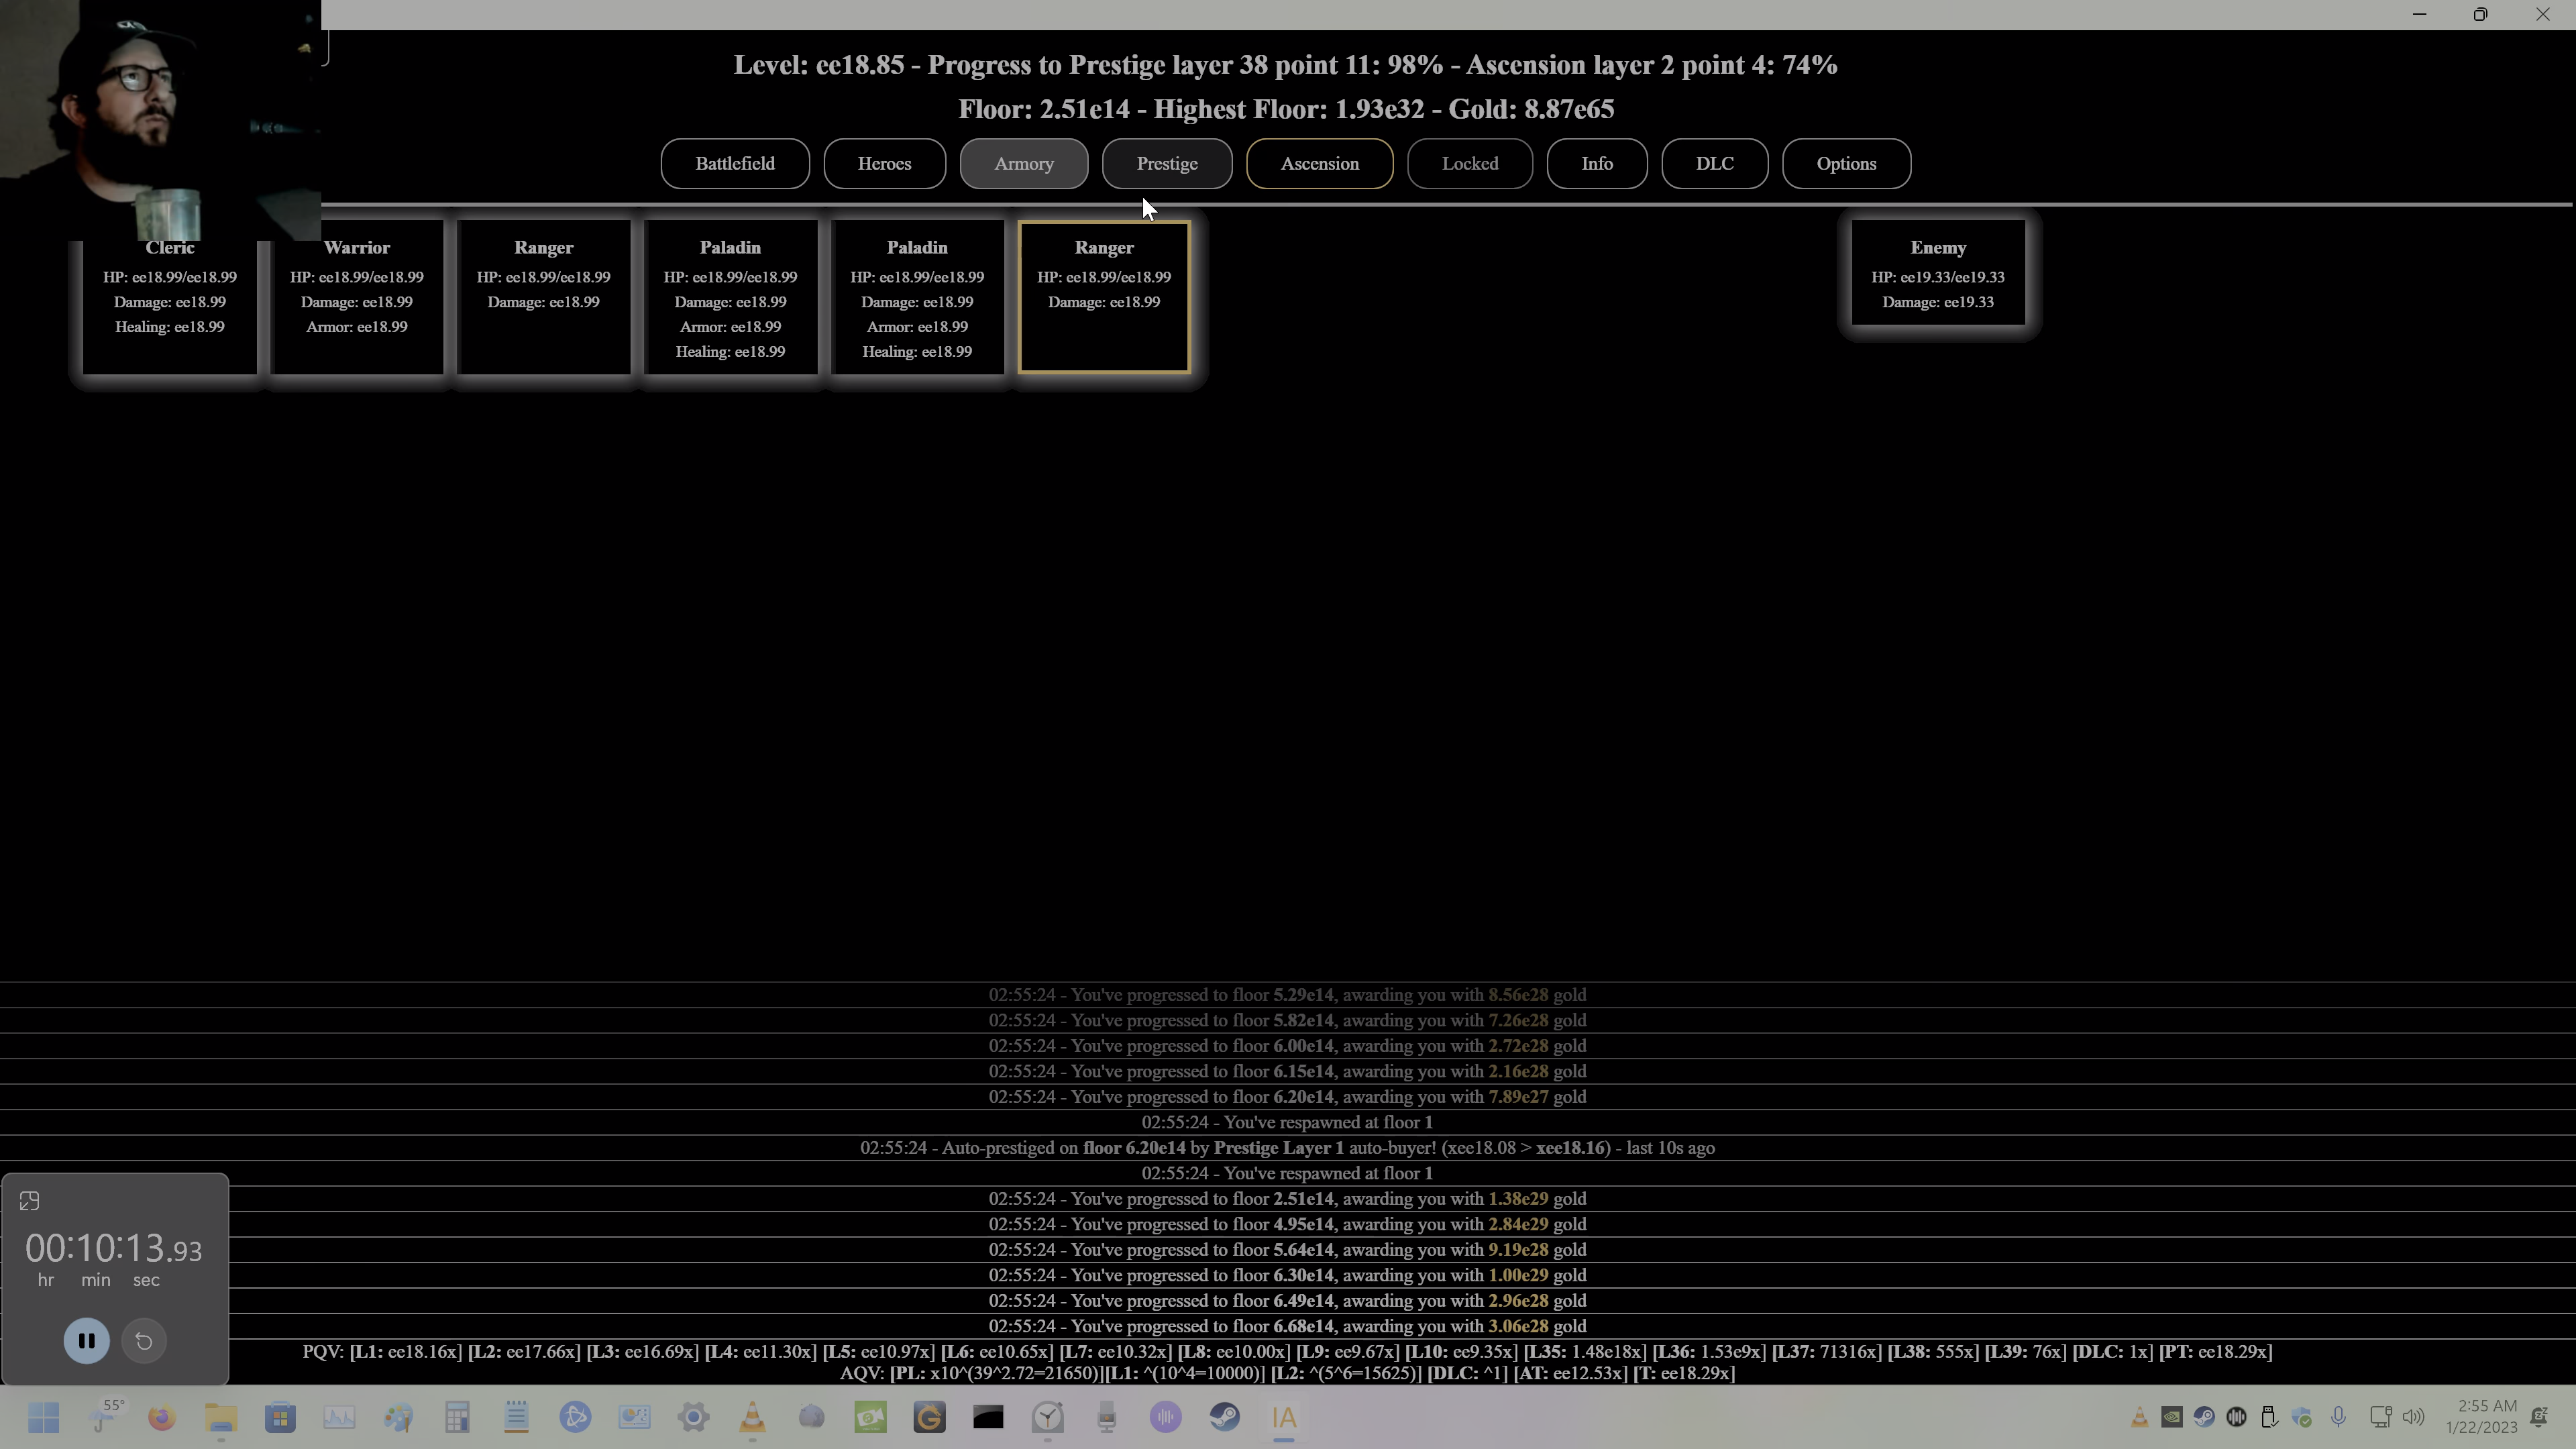 Level: ee18.85 - Progress to Prestige layer 38 point 11: 98% - Ascension layer 2 point 4: 74%
Floor: 2.51e14 - Highest Floor: 1.93e32 - Gold: 8.87e65
Battlefield Heroes Armory Prestige Ascension Locked Info DLC Options
Cleric
HP: ee18.99/ee18.99
Damage: ee18.99
Healing: ee18.99
Warrior
HP: ee18.99/ee18.99
Damage: ee18.99
Armor: ee18.99
Ranger
HP: ee18.99/ee18.99
Damage: ee18.99
Paladin
HP: ee18.99/ee18.99
Damage: ee18.99
Armor: ee18.99
Healing: ee18.99
Paladin
HP: ee18.99/ee18.99
Damage: ee18.99
Armor: ee18.99
Healing: ee18.99
Ranger
HP: ee18.99/ee18.99
Damage: ee18.99
Enemy
HP: ee19.33/ee19.33
Damage: ee19.33
02:55:24 - You've progressed to floor 5.29e14, awarding you with 8.56e28 gold
02:55:24 - You've progressed to floor 5.82e14, awarding you with 7.26e28 gold
02:55:24 - You've progressed to floor 6.00e14, awarding you with 2.72e28 gold
02:55:24 - You've progressed to floor 6.15e14, awarding you with 2.16e28 gold
02:55:24 - You've progressed to floor 6.20e14, awarding you with 7.89e27 gold
02:55:24 - You've respawned at floor 1
02:55:24 - Auto-prestiged on floor 6.20e14 by Prestige Layer 1 auto-buyer! (xee18.08 > xee18.16) - last 10s ago
02:55:24 - You've respawned at floor 1
02:55:24 - You've progressed to floor 2.51e14, awarding you with 1.38e29 gold
02:55:24 - You've progressed to floor 4.95e14, awarding you with 2.84e29 gold
02:55:24 - You've progressed to floor 5.64e14, awarding you with 9.19e28 gold
02:55:24 - You've progressed to floor 6.30e14, awarding you with 1.00e29 gold
02:55:24 - You've progressed to floor 6.49e14, awarding you with 2.96e28 gold
02:55:24 - You've progressed to floor 6.68e14, awarding you with 3.06e28 gold
PQV: [L1: ee18.16x] [L2: ee17.66x] [L3: ee16.69x] [L4: ee11.30x] [L5: ee10.97x] [L6: ee10.65x] [L7: ee10.32x] [L8: ee10.00x] [L9: ee9.67x] [L10: ee9.35x] [L35: 1.48e18x] [L36: 1.53e9x] [L37: 71316x] [L38: 555x] [L39: 76x] [DLC: 1x] [PT: ee18.29x]
AQV: [PL: x10^(39^2.72=21650)][L1: ^(10^4=10000)] [L2: ^(5^6=15625)] [DLC: ^1] [AT: ee12.53x] [T: ee18.29x]
00:10:13.93
hr min sec
55°
IA
2:55 AM
1/22/2023